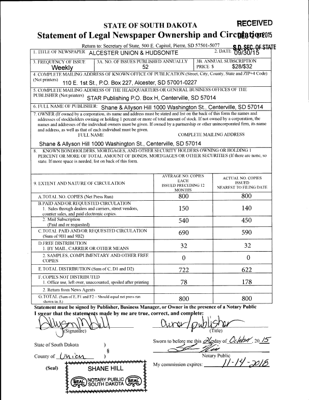 STATE OF SOUTH DAKOTA
RECEIVED
Statement of Legal Newspaper Ownership and Circulation
Return to: Secretary of State, 500 E. Capitol, Pierre, SD 57501-5077
S.D. SEC. OF STATE
1. TITLE OF NEWSPAPER ALCESTER UNION & HUDSONITE
2. DATE 09/30/15
3. FREQUENCY OF ISSUE
Weekly
3A. NO. OF ISSUES PUBLISHED ANNUALLY
52
3B. ANNUAL SUBSCRIPTION
PRICE $ $28/$32
4. COMPLETE MAILING ADDRESS OF KNOWN OFFICE OF PUBLICATION (Street, City, County, State and ZIP+4 Code)
(Not printers)
110 E. 1st St., P.O. Box 227, Alcester, SD 57001-0227
5. COMPLETE MAILING ADDRESS OF THE HEADQUARTERS OR GENERAL BUSINESS OFFICES OF THE
PUBLISHER
(Not printers)
STAR Publishing P.O. Box H, Centerville, SD 57014
6. FULL NAME OF PUBLISHER Shane & Allyson Hill 1000 Washington St., Centerville, SD 57014
7. OWNER (If owned by a corporation, its name and address must be stated and list on the back of this form the names and
addresses of stockholders owning or holding 1 percent or more of total amount of stock. If not owned by a corporation, the
names and addresses of the individual owners must be given. If owned by a partnership or other unincorporated form, its name
and address, as well as that of each individual must be given.
FULL NAME
COMPLETE MAILING ADDRESS
Shane & Allyson Hill 1000 Washington St., Centerville, SD 57014
8. KNOWN BONDHOLDERS, MORTGAGES, AND OTHER SECURITY HOLDERS OWNING OR HOLDING 1
PERCENT OR MORE OF TOTAL AMOUNT OF BONDS, MORTGAGES OR OTHER SECURITIES (If there are none, so
state. If more space is needed, list on back of this form.
9. EXTENT AND NATURE OF CIRCULATION
AVERAGE NO. COPIES
EACH
ISSUED PRECEDING 12
MONTHS
ACTUAL NO. COPIES
ISSUED
NEAREST TO FILING DATE
A. TOTAL NO. COPIES (Net Press Run)
800
800
B. PAID AND/OR REQUESTED CIRCULATION
1. Sales through dealers and carriers, street vendors,
counter sales, and paid electronic copies
150
140
2. Mail Subscription
(Paid and or requested)
540
450
C. TOTAL PAID AND/OR REQUESTED CIRCULATION
(Sum of 9B1 and 9B2)
690
590
D. FREE DISTRIBUTION
1. BY MAIL, CARRIER OR OTHER MEANS
32
32
2. SAMPLES, COMPLIMENTARY AND OTHER FREE
COPIES
0
0
E. TOTAL DISTRIBUTION (Sum of C, D1 and D2)
722
622
F. COPIES NOT DISTRIBUTED
1. Office use, left over, unaccounted, spoiled after printing
78
178
2. Return from News Agents
G. TOTAL (Sum of E, F1 and F2 - Should equal net press run
shown in A)
800
800
Statement must be signed by Publisher, Business Manager, or Owner in the presence of a Notary Public
I swear that the statements made by me are true, correct, and complete:
Allyson Hill
Owner/publisher
(Signature)
(Title)
State of South Dakota )
Sworn to before me this day of October 2015
County of Union )
Notary Public
(Seal)
My commission expires: 11-14-2016
SHANE HILL
SEAL NOTARY PUBLIC SOUTH DAKOTA SEAL